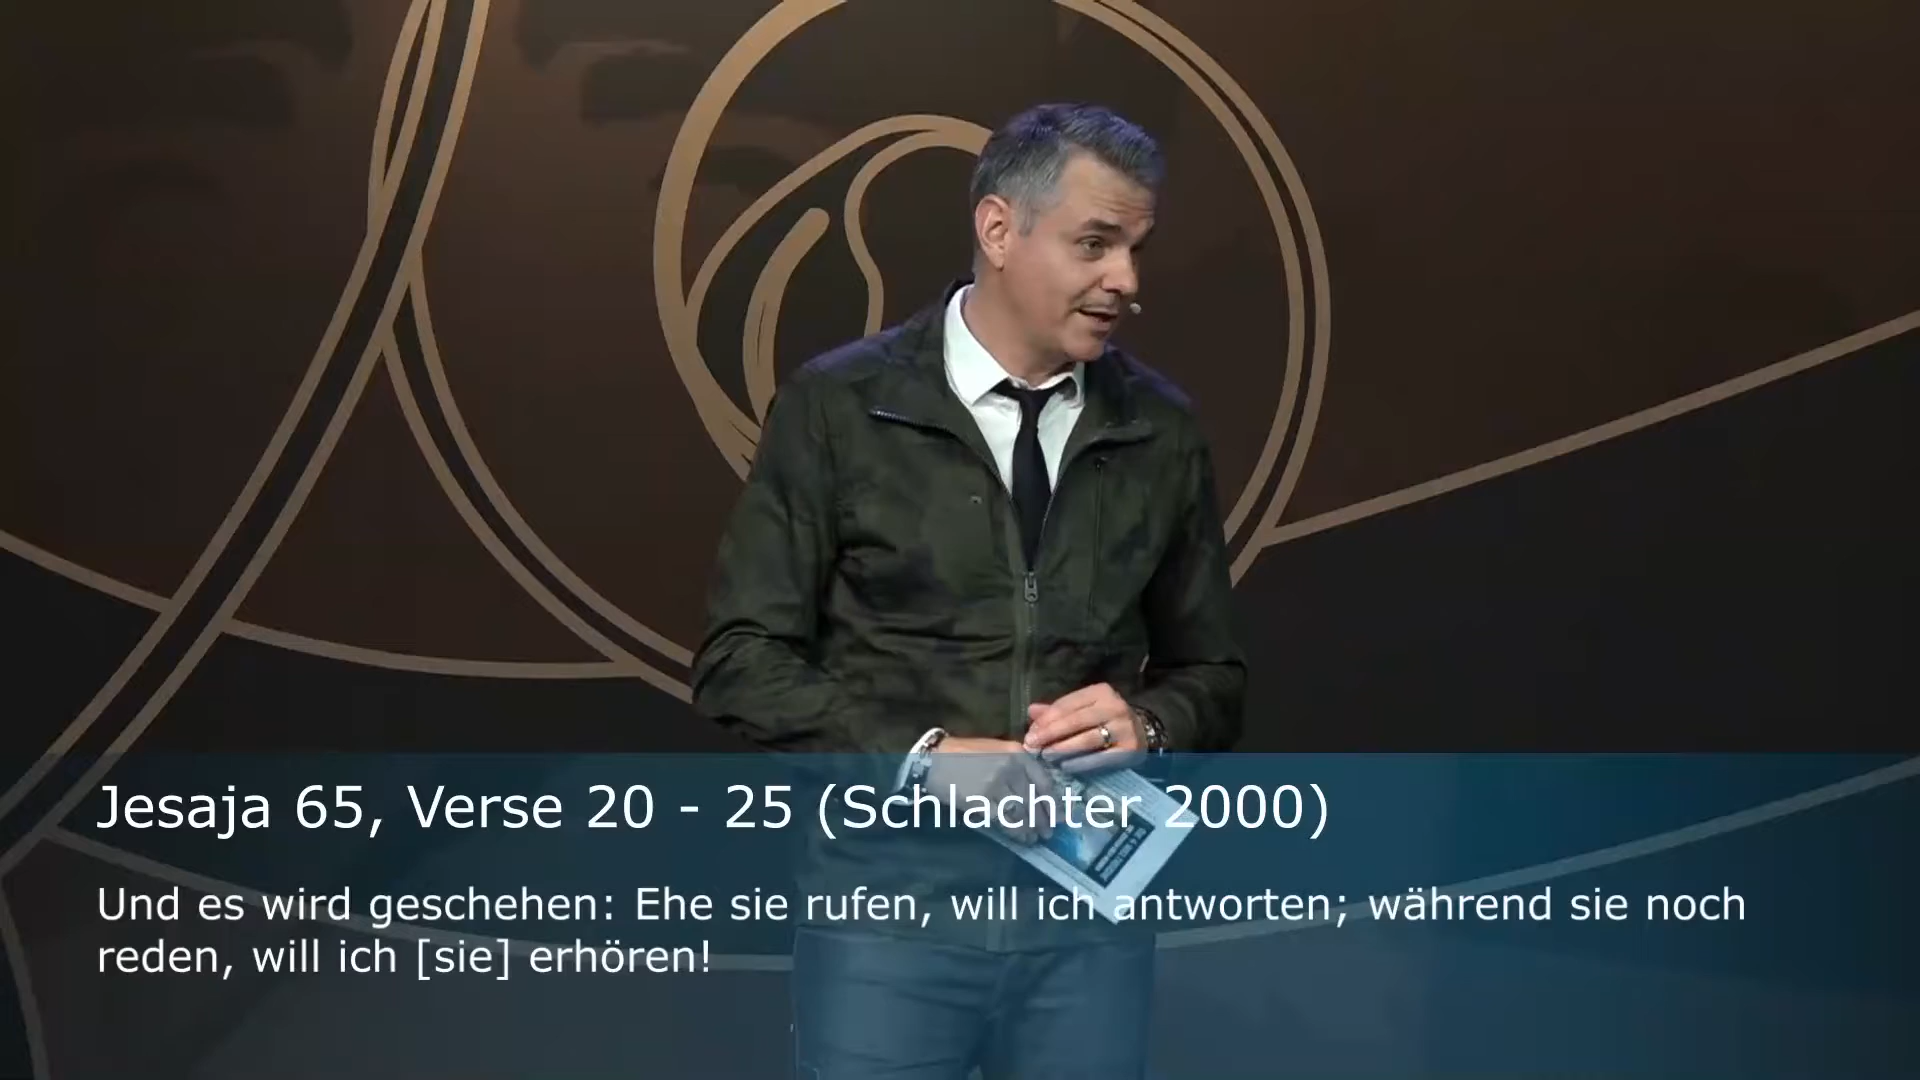 Jesaja 65, Verse 20 - 25 (Schlachter 2000)
Und es wird geschehen: Ehe sie rufen, will ich antworten; während sie noch
reden, will ich [sie] erhören!